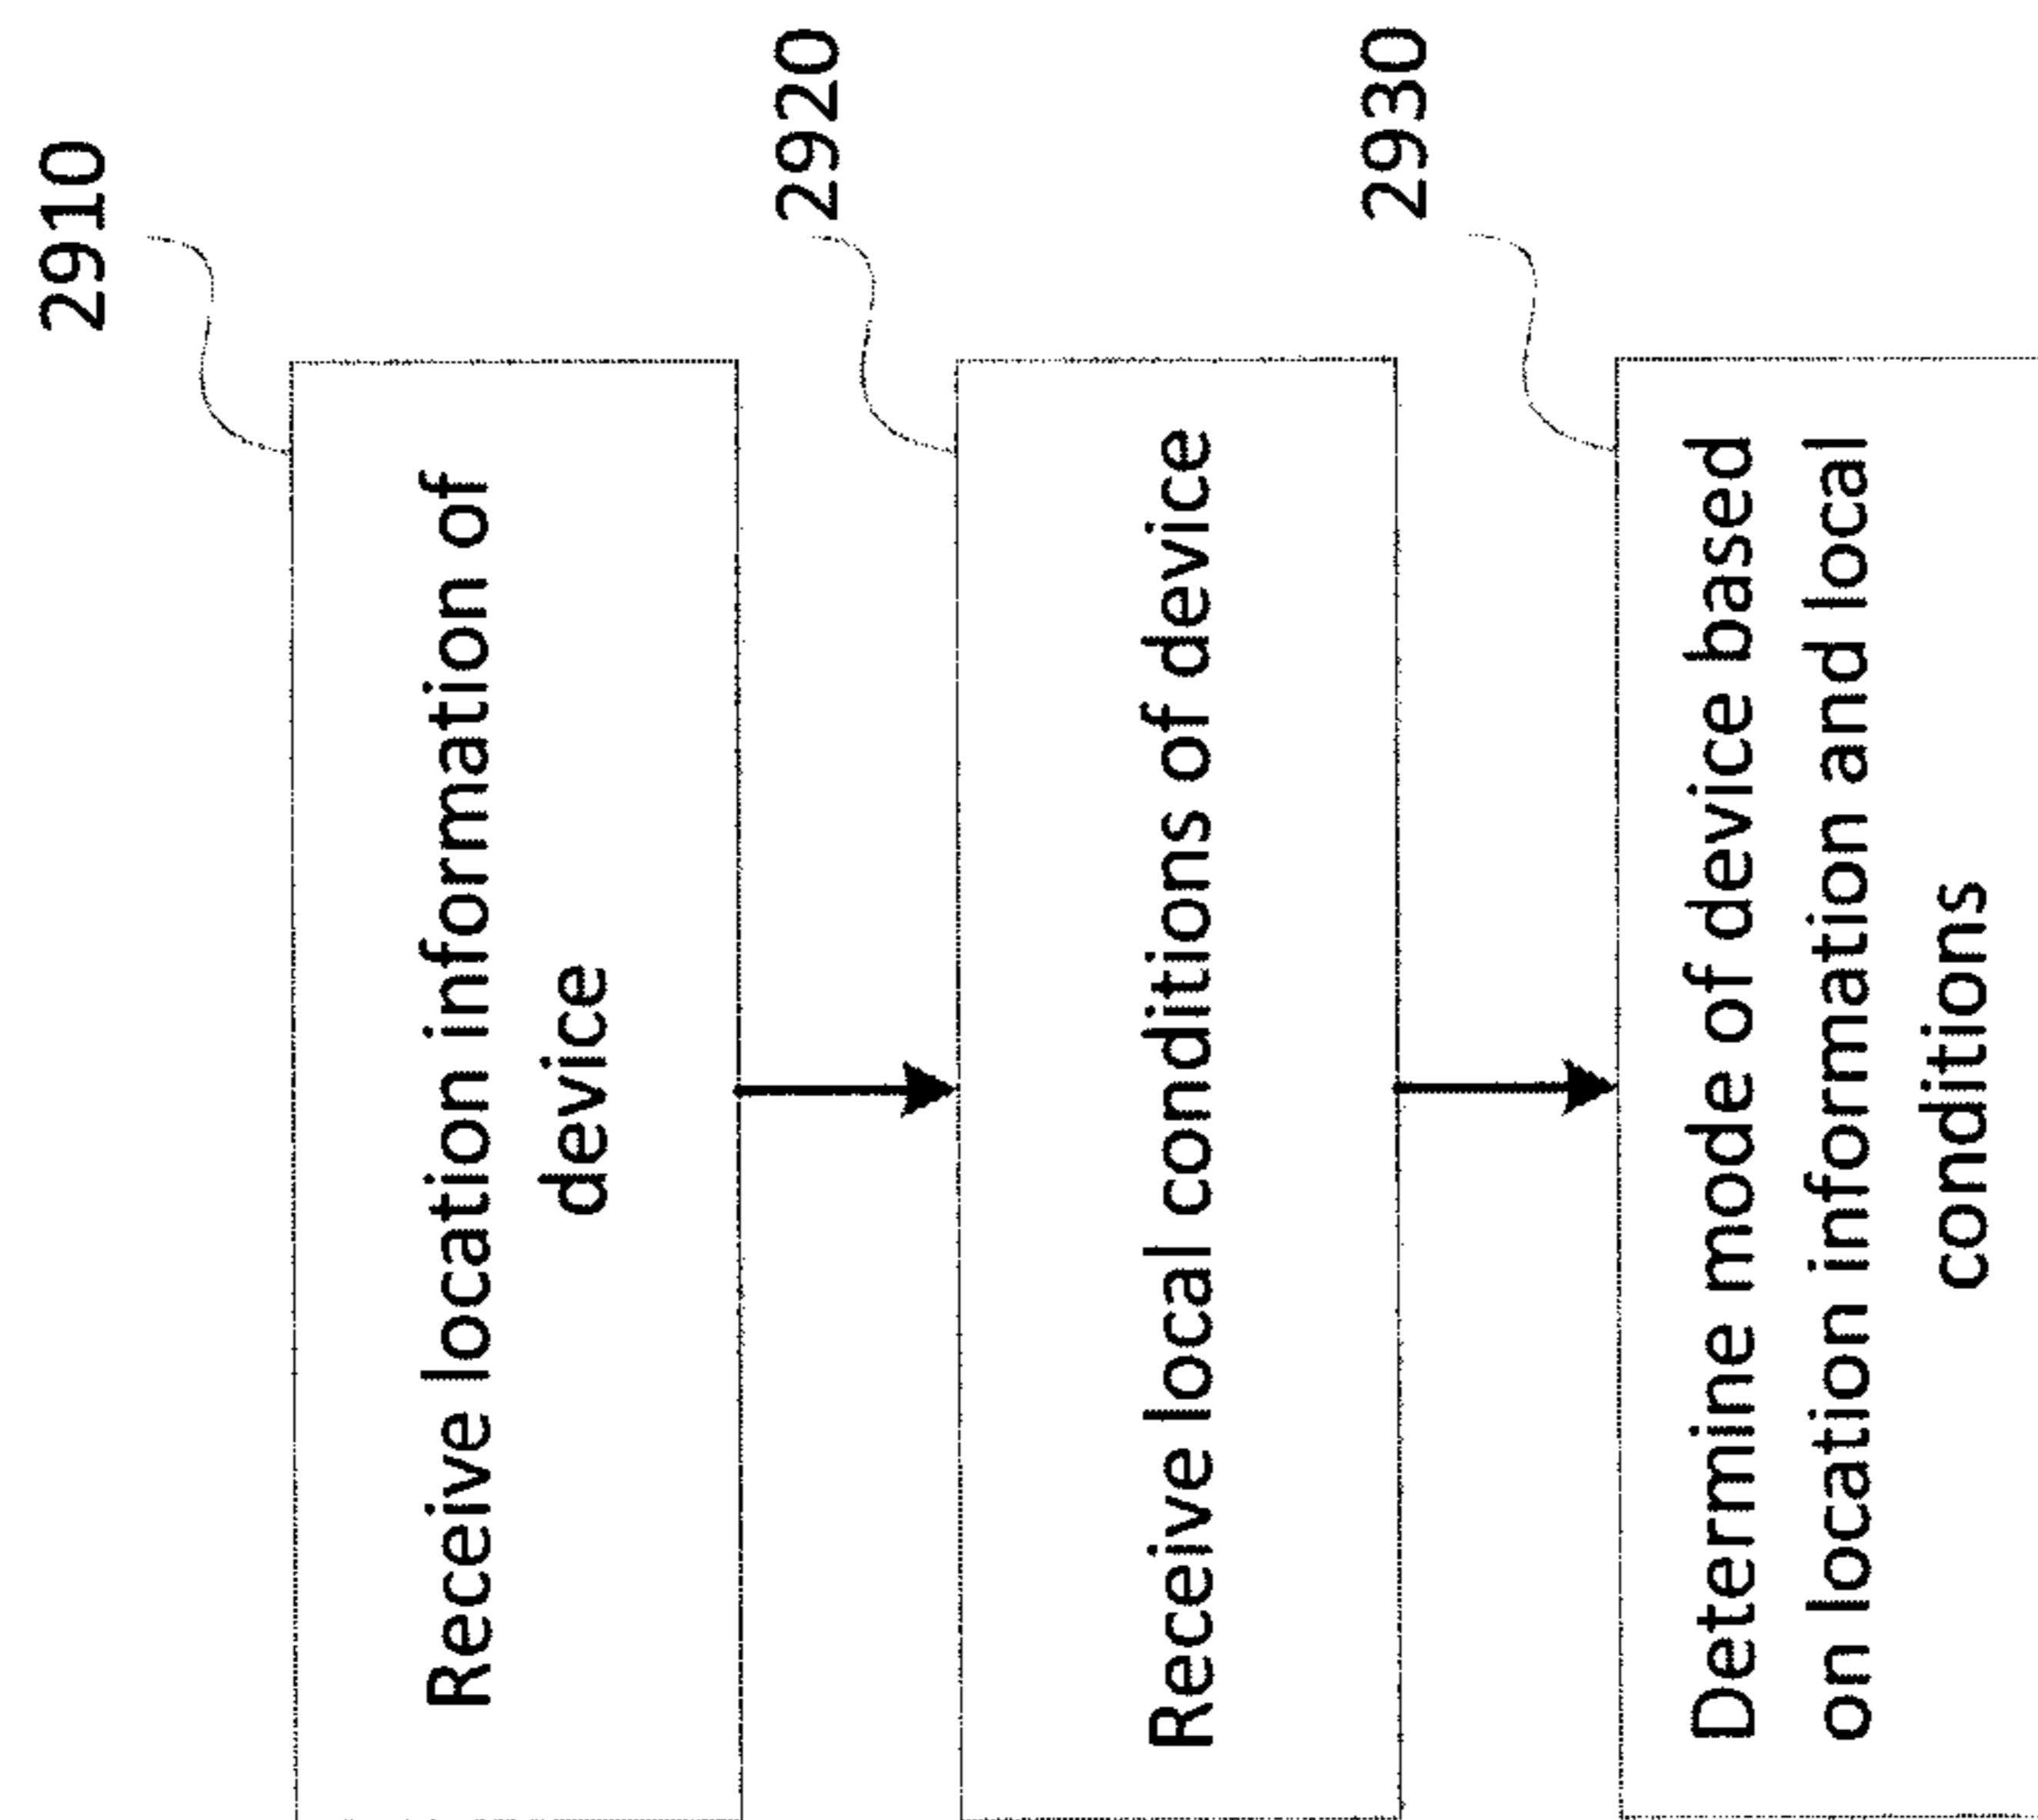 2910
Receive location information of
device
2920
Receive local conditions of device
2930
Determine mode of device based
on location information and local
conditions